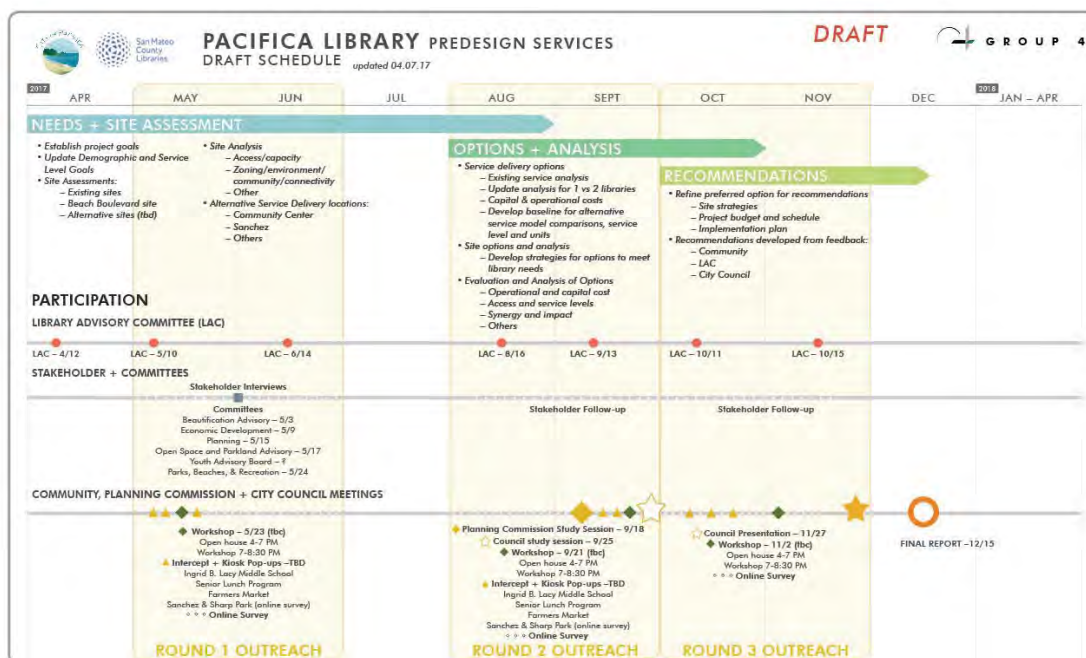 City of Pacifica
San Mateo
County
Libraries
PACIFICA LIBRARY PREDESIGN SERVICES
DRAFT SCHEDULE updated 04.07.17
DRAFT
GROUP 4
2017
APR MAY JUN JUL AUG SEPT OCT NOV DEC
2018
JAN – APR
NEEDS + SITE ASSESSMENT
• Establish project goals
• Update Demographic and Service
Level Goals
• Site Assessments:
– Existing sites
– Beach Boulevard site
– Alternative sites (tbd)
• Site Analysis
– Access/capacity
– Zoning/environment/
community/connectivity
– Other
• Alternative Service Delivery locations:
– Community Center
– Sanchez
– Others
OPTIONS + ANALYSIS
• Service delivery options
– Existing service analysis
– Update analysis for 1 vs 2 libraries
– Capital & operational costs
– Develop baseline for alternative
service model comparisons, service
level and units
• Site options and analysis
– Develop strategies for options to meet
library needs
• Evaluation and Analysis of Options
– Operational and capital cost
– Access and service levels
– Synergy and impact
– Others
RECOMMENDATIONS
• Refine preferred option for recommendations
– Site strategies
– Project budget and schedule
– Implementation plan
• Recommendations developed from feedback:
– Community
– LAC
– City Council
PARTICIPATION
LIBRARY ADVISORY COMMITTEE (LAC)
LAC – 4/12 LAC – 5/10 LAC – 6/14 LAC – 8/16 LAC – 9/13 LAC – 10/11 LAC – 10/15
STAKEHOLDER + COMMITTEES
Stakeholder Interviews
Committees
Beautification Advisory – 5/3
Economic Development – 5/9
Planning – 5/15
Open Space and Parkland Advisory – 5/17
Youth Advisory Board – ?
Parks, Beaches, & Recreation – 5/24
Stakeholder Follow-up
Stakeholder Follow-up
COMMUNITY, PLANNING COMMISSION + CITY COUNCIL MEETINGS
Workshop – 5/23 (tbc)
Open house 4-7 PM
Workshop 7-8:30 PM
Intercept + Kiosk Pop-ups –TBD
Ingrid B. Lacy Middle School
Senior Lunch Program
Farmers Market
Sanchez & Sharp Park (online survey)
Online Survey
Planning Commission Study Session – 9/18
Council study session – 9/25
Workshop – 9/21 (tbc)
Open house 4-7 PM
Workshop 7-8:30 PM
Intercept + Kiosk Pop-ups –TBD
Ingrid B. Lacy Middle School
Senior Lunch Program
Farmers Market
Sanchez & Sharp Park (online survey)
Online Survey
Council Presentation – 11/27
Workshop – 11/2 (tbc)
Open house 4-7 PM
Workshop 7-8:30 PM
Online Survey
FINAL REPORT –12/15
ROUND 1 OUTREACH
ROUND 2 OUTREACH
ROUND 3 OUTREACH